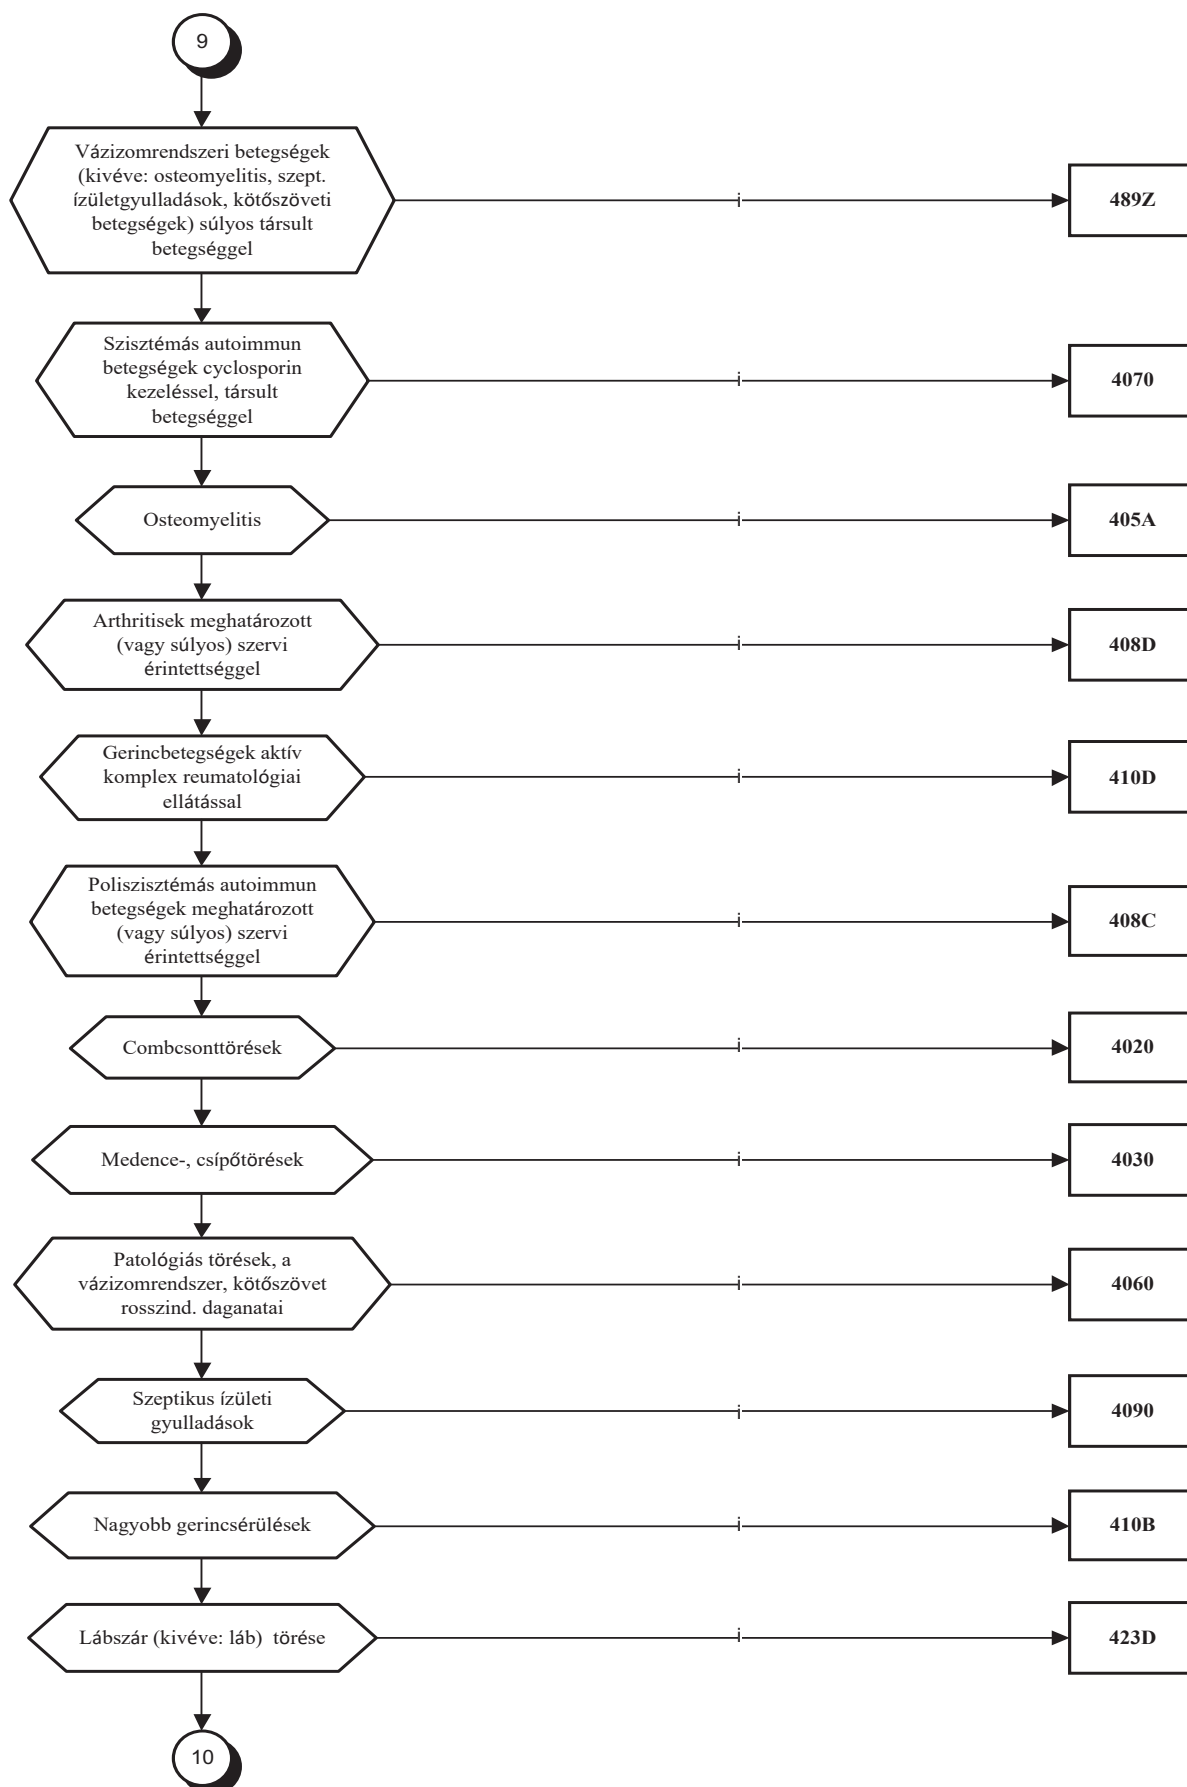 9
Vázizomrendszeri betegségek
(kivéve: osteomyelitis, szept.
ízületgyulladások, kötőszöveti
betegségek) súlyos társult
betegséggel
i
489Z
Szisztémás autoimmun
betegségek cyclosporin
kezeléssel, társult
betegséggel
i
4070
Osteomyelitis
i
405A
Arthritisek meghatározott
(vagy súlyos) szervi
érintettséggel
i
408D
Gerincbetegségek aktív
komplex reumatológiai
ellátással
i
410D
Poliszisztémás autoimmun
betegségek meghatározott
(vagy súlyos) szervi
érintettséggel
i
408C
Combcsonttörések
i
4020
Medence-, csípőtörések
i
4030
Patológiás törések, a
vázizomrendszer, kötőszövet
rosszind. daganatai
i
4060
Szeptikus ízületi
gyulladások
i
4090
Nagyobb gerincsérülések
i
410B
Lábszár (kivéve: láb) törése
i
423D
10